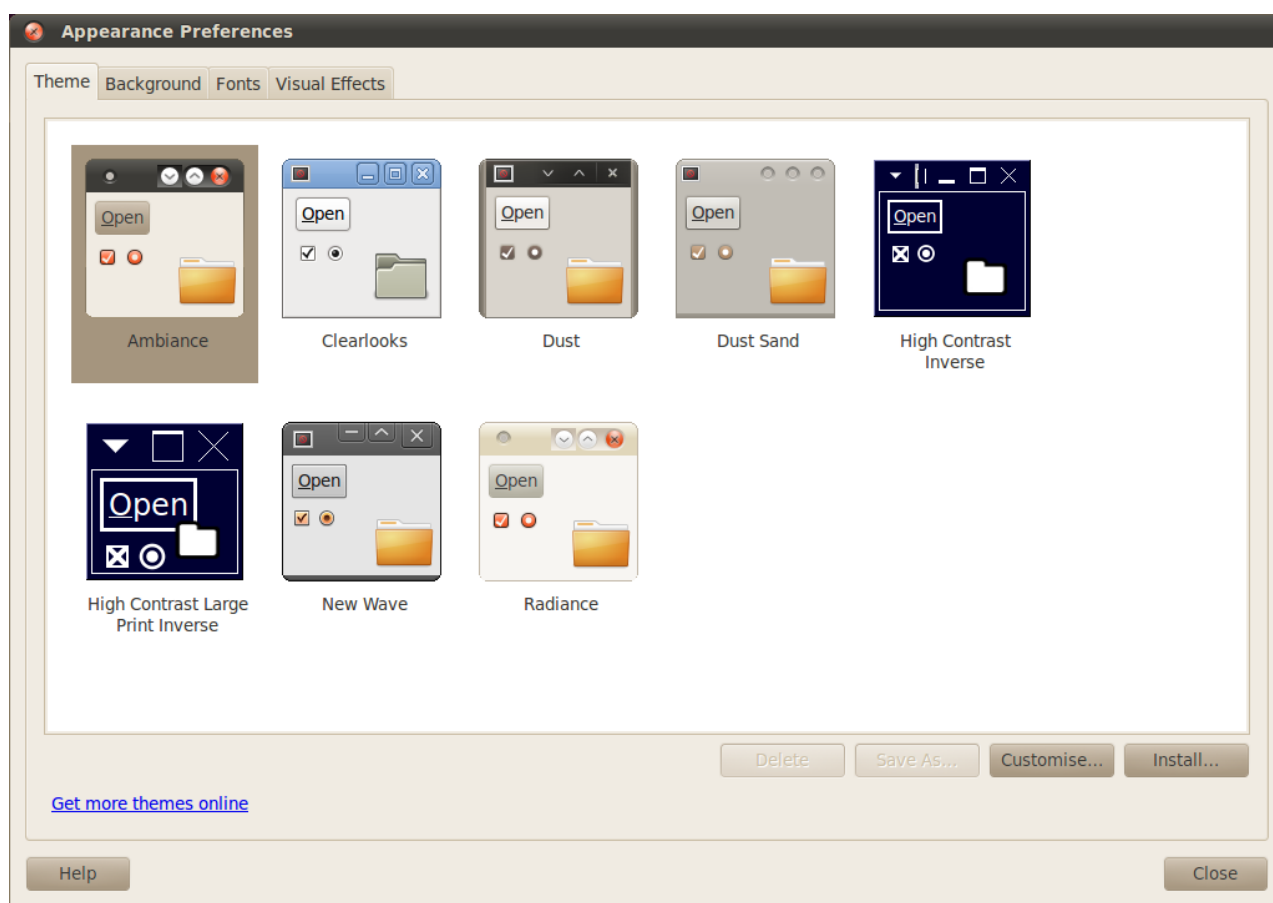 Appearance Preferences
Theme Background Fonts Visual Effects
Open
Ambiance
Open
Clearlooks
Open
Dust
Open
Dust Sand
Open
High Contrast
Inverse
Open
High Contrast Large
Print Inverse
Open
New Wave
Open
Radiance
Delete Save As... Customise... Install...
Get more themes online
Help Close